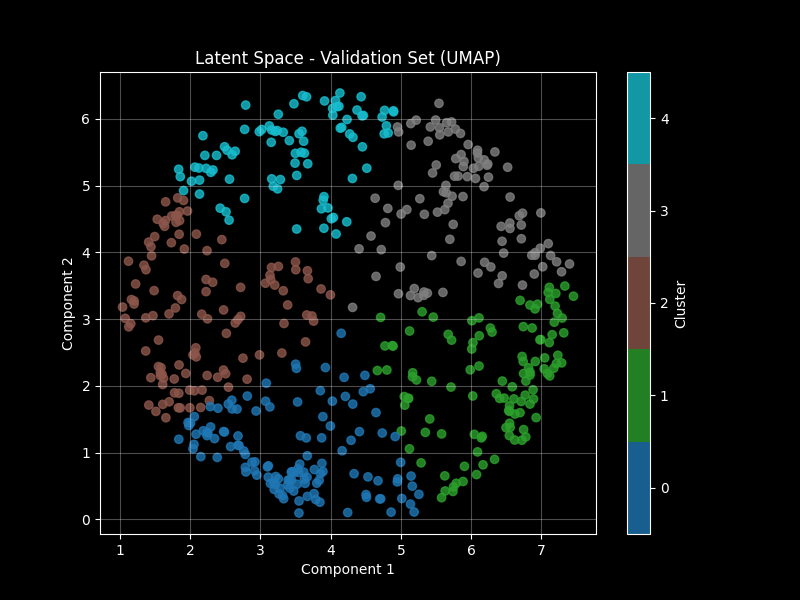 Latent Space - Validation Set (UMAP)
Component 2
6
5
4
3
2
1
0
1 2 3 4 5 6 7
Component 1
4
3
2
1
0
Cluster